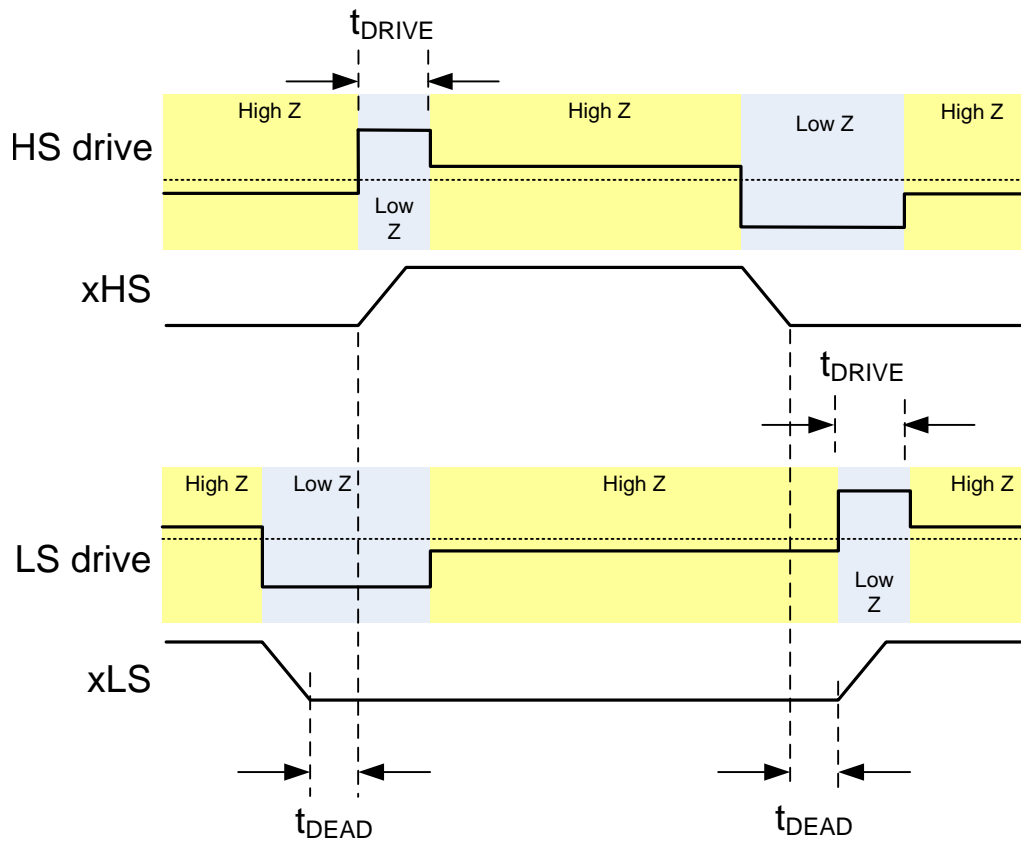 tDRIVE
High Z
High Z
Low Z
High Z
HS drive
Low
Z
xHS
tDRIVE
High Z
Low Z
High Z
High Z
LS drive
Low
Z
xLS
tDEAD
tDEAD